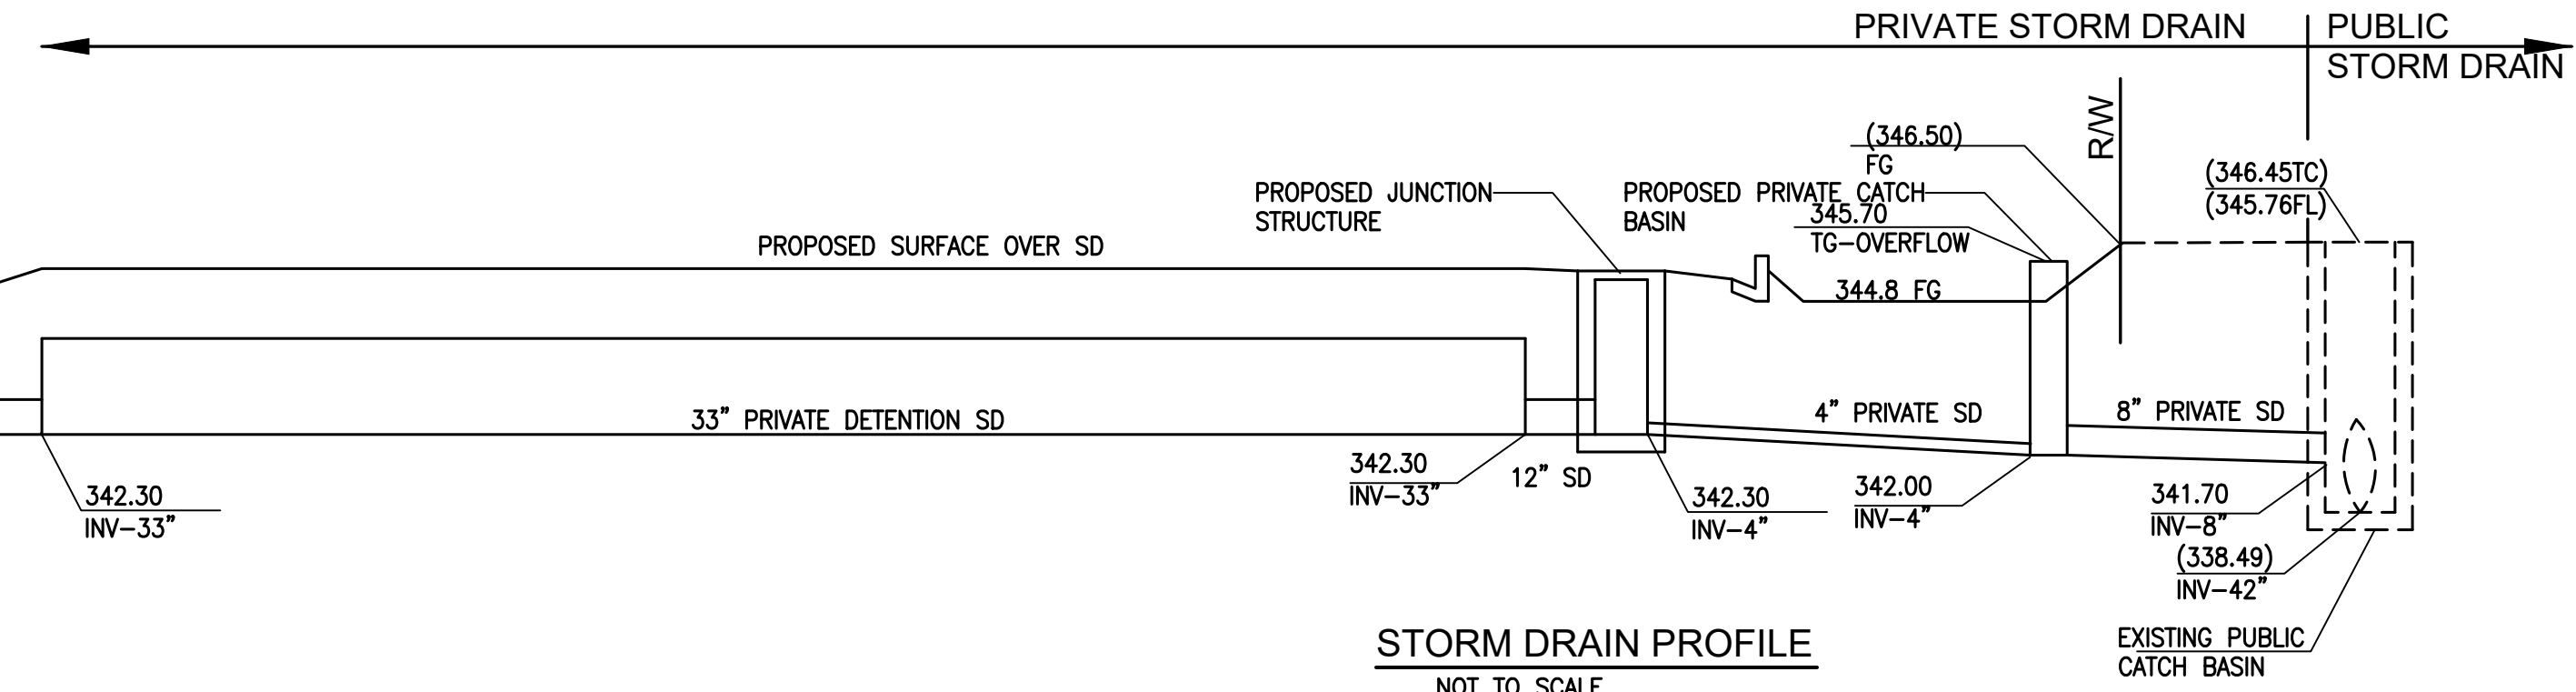 PRIVATE STORM DRAIN
PUBLIC
STORM DRAIN
R/W
(346.50)
FG
(346.45TC)
(345.76FL)
PROPOSED JUNCTION
STRUCTURE
PROPOSED PRIVATE CATCH
BASIN
345.70
TG-OVERFLOW
PROPOSED SURFACE OVER SD
344.8 FG
33" PRIVATE DETENTION SD
4" PRIVATE SD
8" PRIVATE SD
342.30
INV-33"
342.30
INV-33"
12" SD
342.30
INV-4"
342.00
INV-4"
341.70
INV-8"
(338.49)
INV-42"
EXISTING PUBLIC
CATCH BASIN
STORM DRAIN PROFILE
NOT TO SCALE